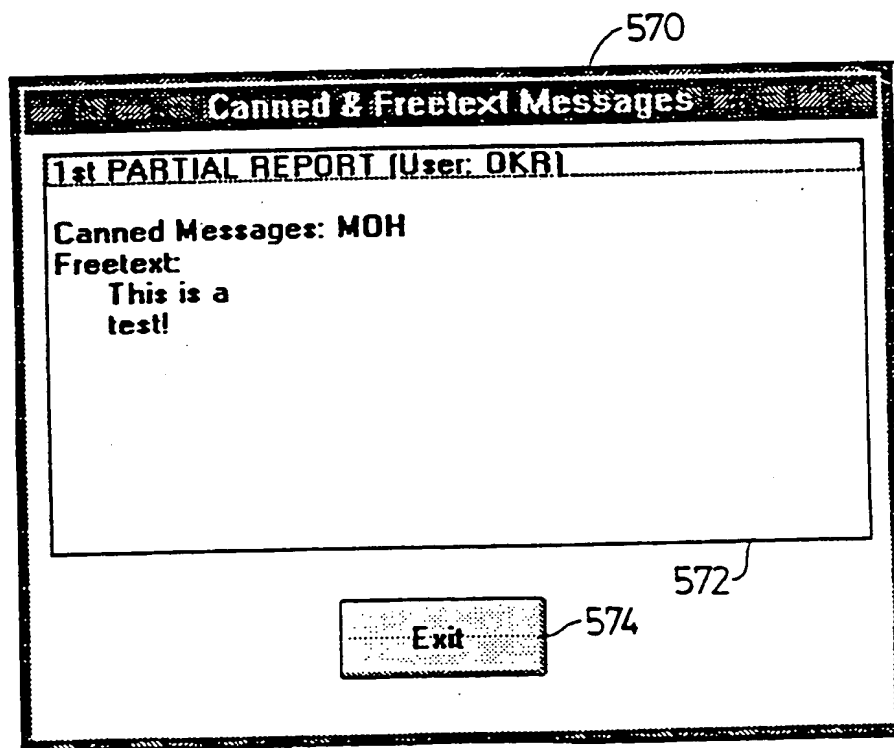 570
Canned & Freetext Messages
1st PARTIAL REPORT (User: OKR)
Canned Messages: MOH
Freetext:
This is a
test!
572
Exit
574